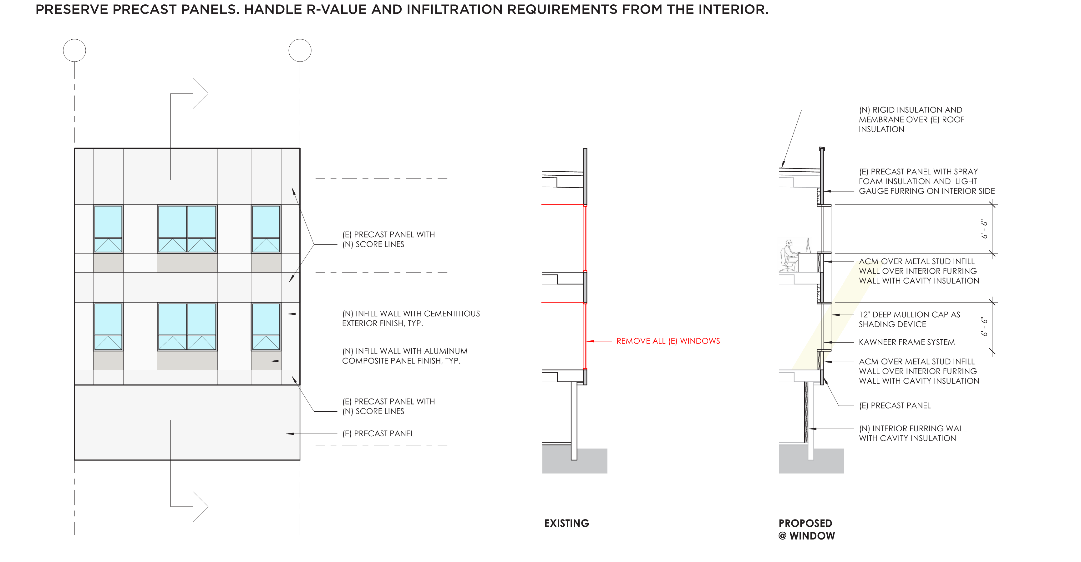 PRESERVE PRECAST PANELS. HANDLE R-VALUE AND INFILTRATION REQUIREMENTS FROM THE INTERIOR.
(E) PRECAST PANEL WITH
(N) SCORE LINES
(N) INFILL WALL WITH CEMENTITIOUS
EXTERIOR FINISH, TYP.
(N) INFILL WALL WITH ALUMINUM
COMPOSITE PANEL FINISH, TYP.
(E) PRECAST PANEL WITH
(N) SCORE LINES
(E) PRECAST PANEL
REMOVE ALL (E) WINDOWS
EXISTING
(N) RIGID INSULATION AND
MEMBRANE OVER (E) ROOF
INSULATION
(E) PRECAST PANEL WITH SPRAY
FOAM INSULATION AND LIGHT
GAUGE FURRING ON INTERIOR SIDE
6' - 6"
ACM OVER METAL STUD INFILL
WALL OVER INTERIOR FURRING
WALL WITH CAVITY INSULATION
12" DEEP MULLION CAP AS
SHADING DEVICE
6' - 6"
KAWNEER FRAME SYSTEM
ACM OVER METAL STUD INFILL
WALL OVER INTERIOR FURRING
WALL WITH CAVITY INSULATION
(E) PRECAST PANEL
(N) INTERIOR FURRING WAL
WITH CAVITY INSULATION
PROPOSED
@ WINDOW